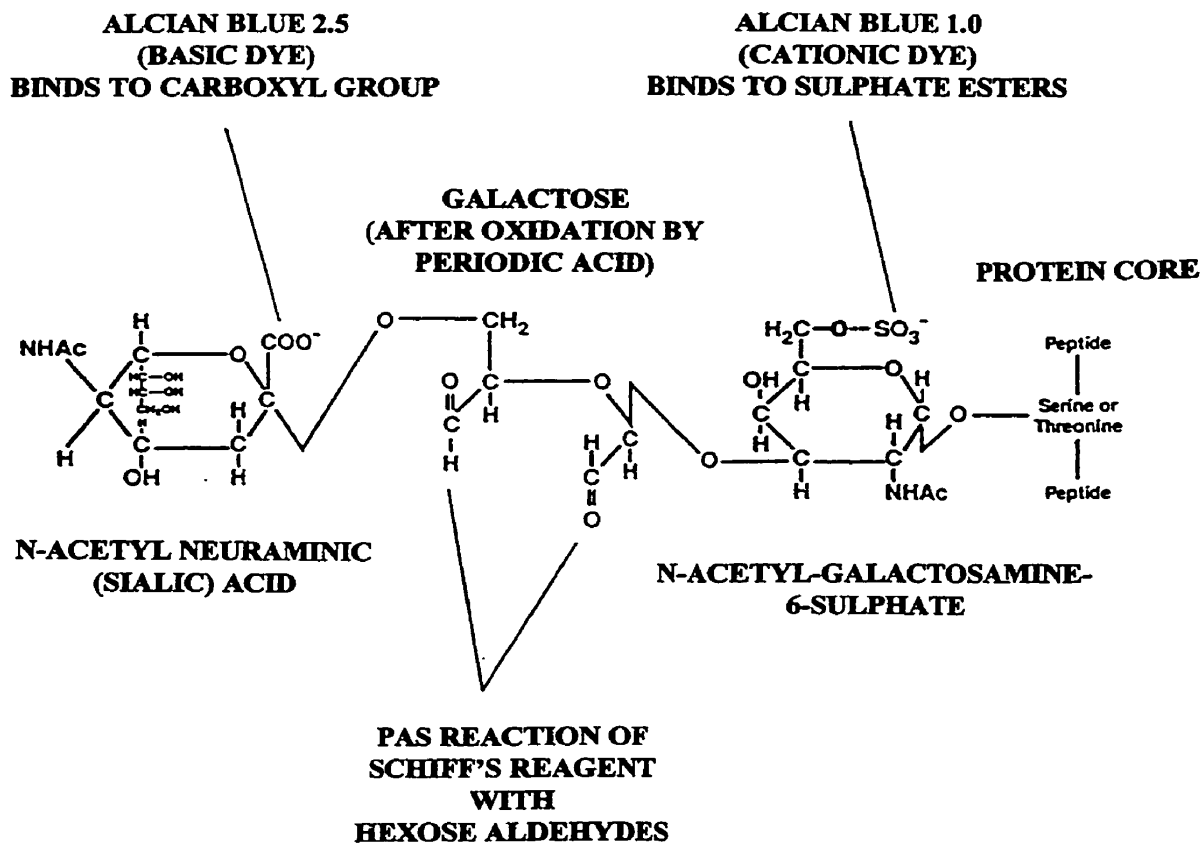 ALCIAN BLUE 2.5
(BASIC DYE)
BINDS TO CARBOXYL GROUP
ALCIAN BLUE 1.0
(CATIONIC DYE)
BINDS TO SULPHATE ESTERS
GALACTOSE
(AFTER OXIDATION BY
PERIODIC ACID)
PROTEIN CORE
NHAc
H
C
O
COO⁻
C
C
H
C
OH
C
H
H
C
H
OH
OH
CH₂OH
H
O
CH₂
O
C
H
C
H
O
C
H
H
C
O
O
H₂C–O–SO₃⁻
C
H
O
OH
C
H
C
H
C
H
NHAc
C
H
O
Peptide
Serine or
Threonine
Peptide
N-ACETYL NEURAMINIC
(SIALIC) ACID
N-ACETYL-GALACTOSAMINE-
6-SULPHATE
PAS REACTION OF
SCHIFF'S REAGENT
WITH
HEXOSE ALDEHYDES